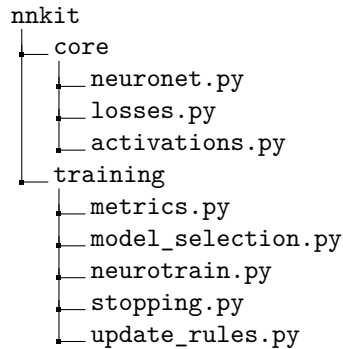 nnkit
core
neuronet.py
losses.py
activations.py
training
metrics.py
model_selection.py
neurotrain.py
stopping.py
update_rules.py